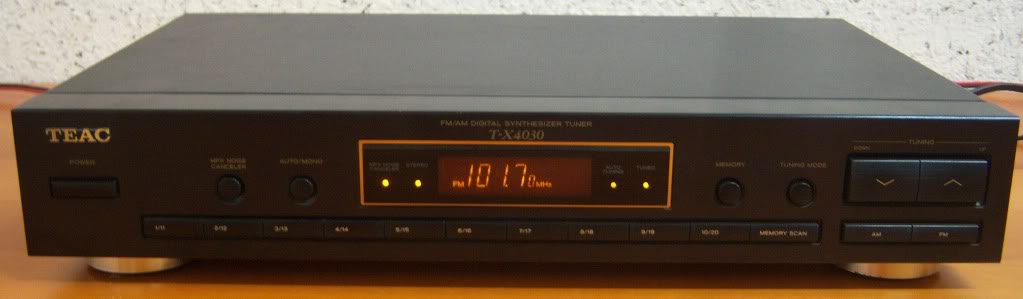 TEAC
FM/AM DIGITAL SYNTHESIZER TUNER
T-X4030
POWER
MPX NOISE
CANCELER
AUTO/MONO
MPX NOISE
CANCELER
STEREO
FM 101.70 MHz
AUTO
TUNING
TUNED
MEMORY
TUNING MODE
DOWN
TUNING
UP
1/11
2/12
3/13
4/14
5/15
6/16
7/17
8/18
9/19
10/20
MEMORY SCAN
AM
FM